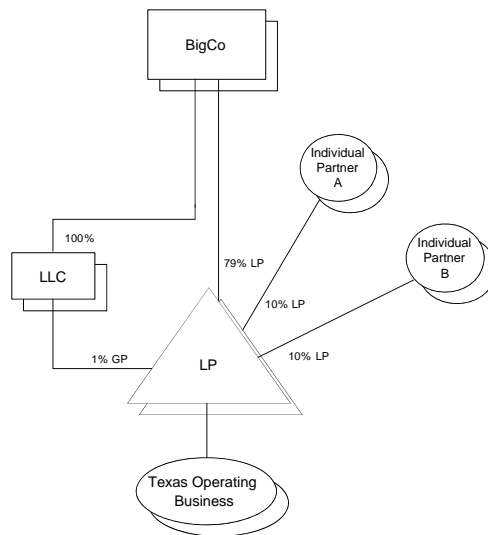 BigCo
Individual
Partner
A
100%
Individual
Partner
B
79% LP
LLC
10% LP
1% GP
LP
10% LP
Texas Operating
Business